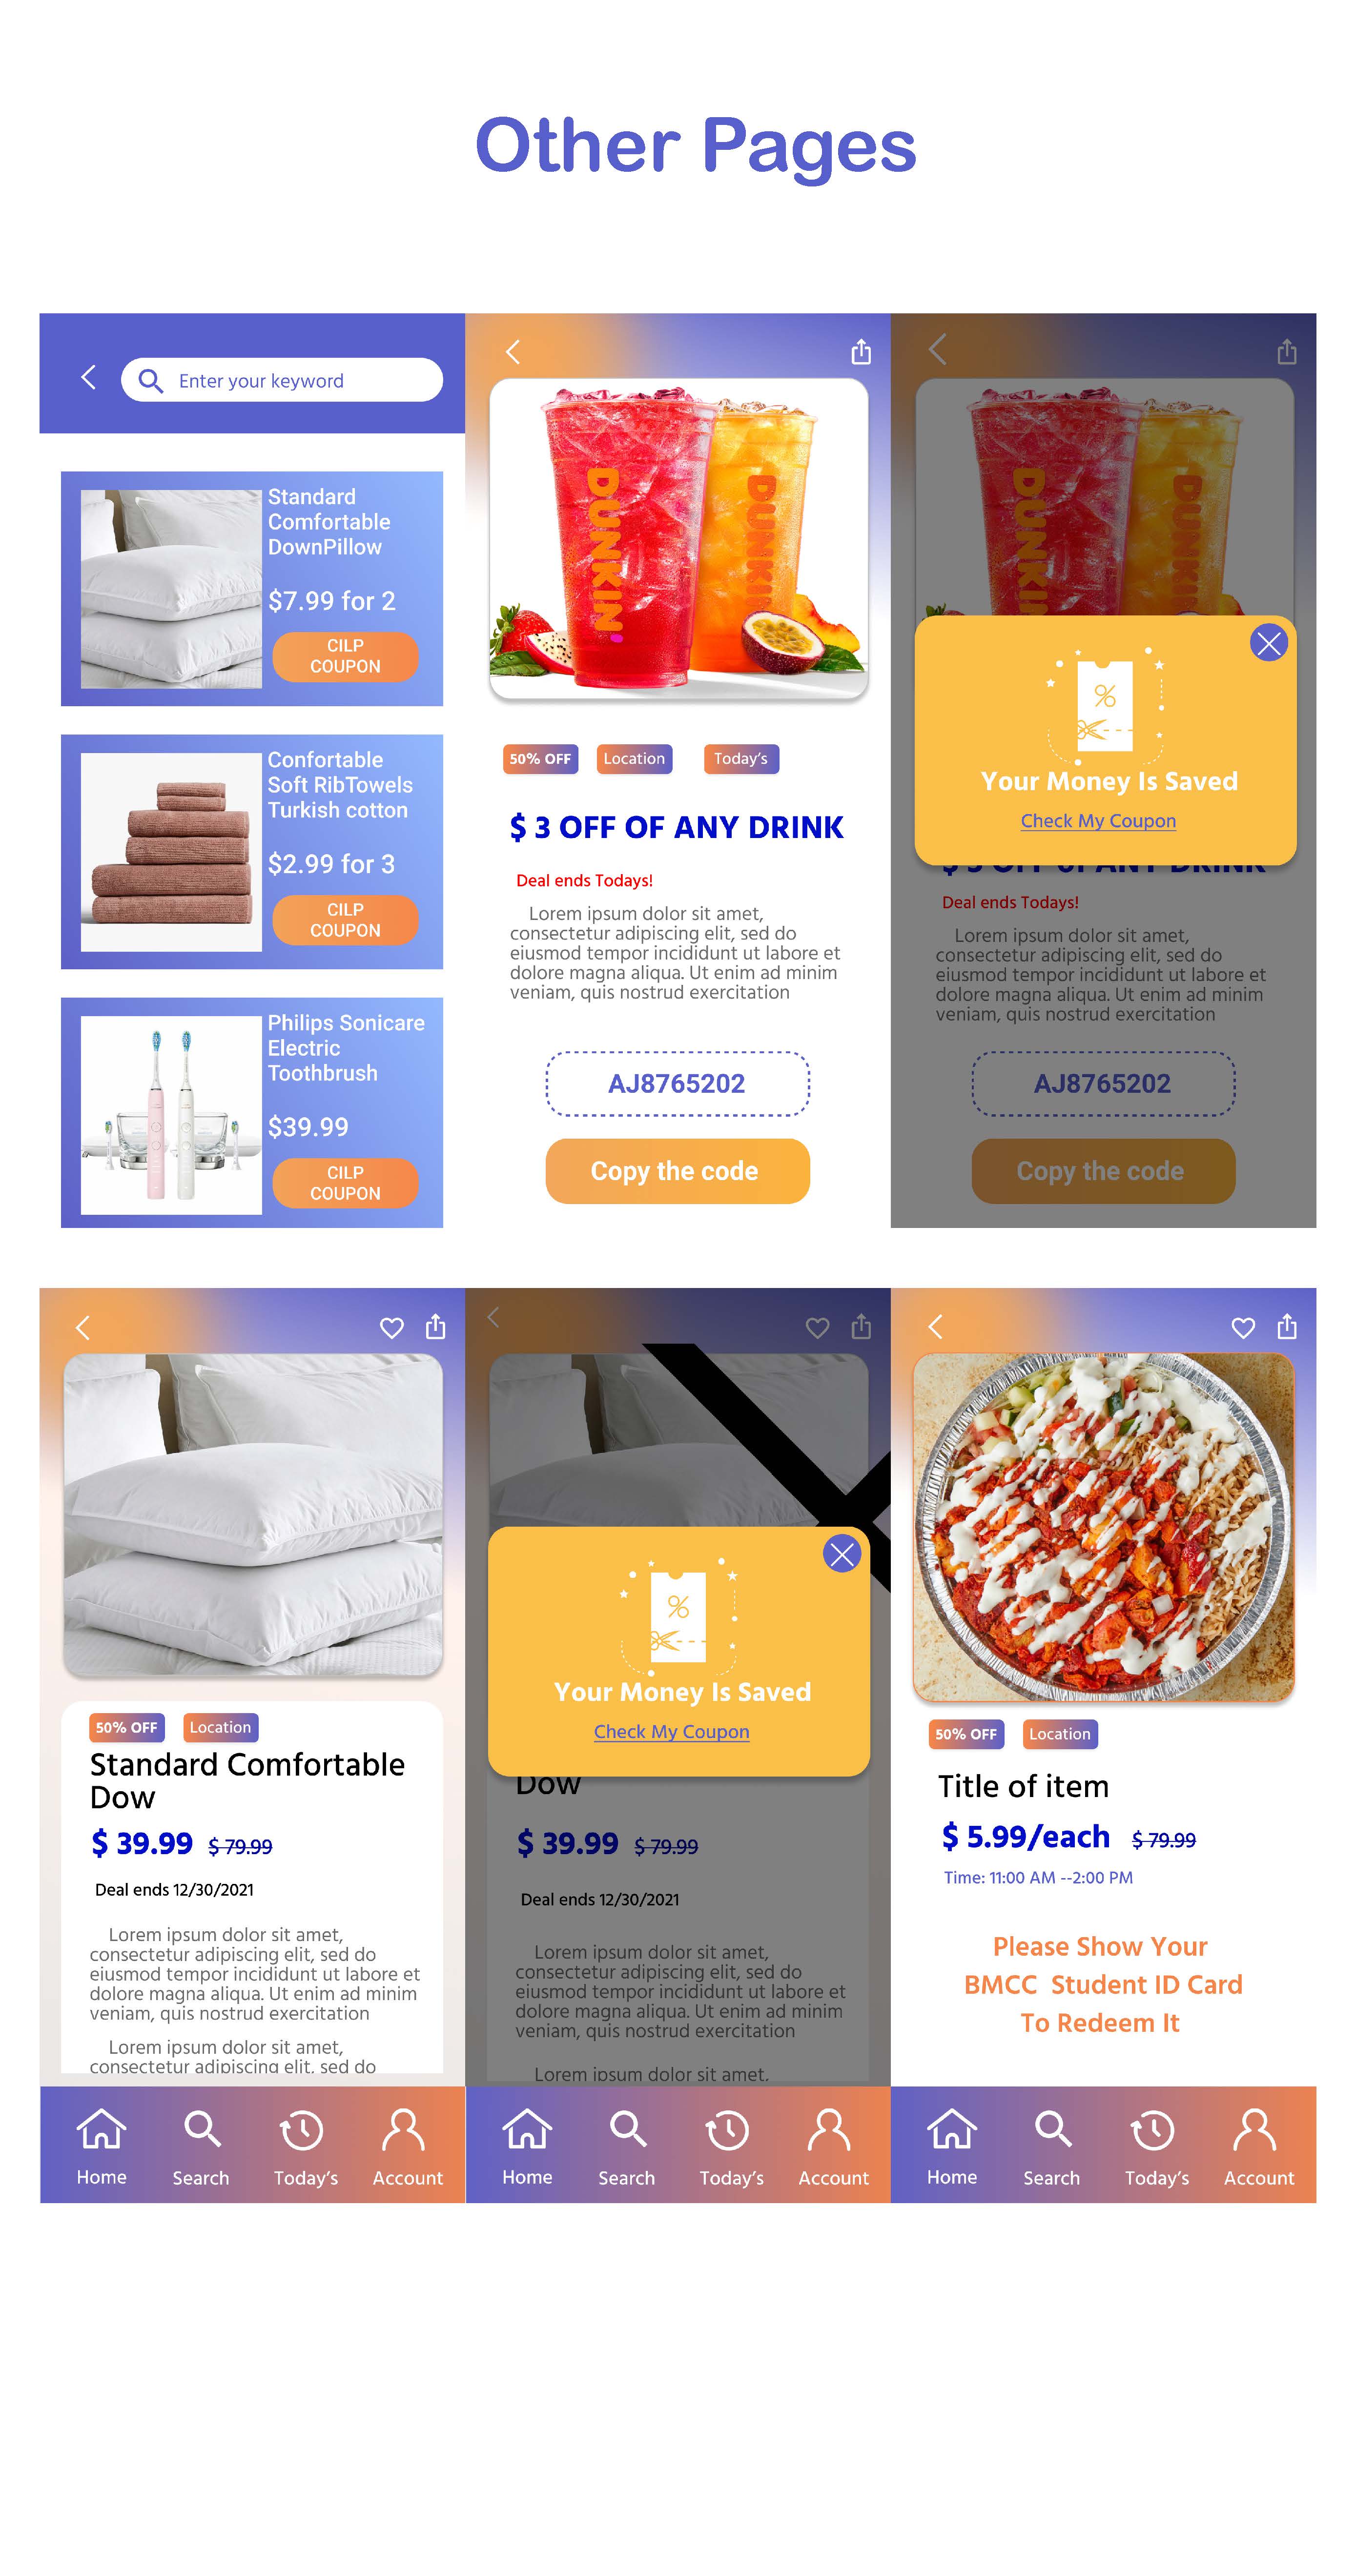 Other Pages
Enter your keyword
Standard
Comfortable
DownPillow
$7.99 for 2
CILP
COUPON
Confortable
Soft RibTowels
Turkish cotton
$2.99 for 3
CILP
COUPON
Philips Sonicare
Electric
Toothbrush
$39.99
CILP
COUPON
DUNKIN'
DUNKIN'
50% OFF
Location
Today's
$ 3 OFF OF ANY DRINK
Deal ends Todays!
Lorem ipsum dolor sit amet,
consectetur adipiscing elit, sed do
eiusmod tempor incididunt ut labore et
dolore magna aliqua. Ut enim ad minim
veniam, quis nostrud exercitation
AJ8765202
Copy the code
%
Your Money Is Saved
Check My Coupon
$ 3 OFF OF ANY DRINK
Deal ends Todays!
Lorem ipsum dolor sit amet,
consectetur adipiscing elit, sed do
eiusmod tempor incididunt ut labore et
dolore magna aliqua. Ut enim ad minim
veniam, quis nostrud exercitation
AJ8765202
Copy the code
50% OFF
Location
Standard Comfortable
Dow
$ 39.99 $ 79.99
Deal ends 12/30/2021
Lorem ipsum dolor sit amet,
consectetur adipiscing elit, sed do
eiusmod tempor incididunt ut labore et
dolore magna aliqua. Ut enim ad minim
veniam, quis nostrud exercitation
Lorem ipsum dolor sit amet,
consectetur adipiscing elit, sed do
Home
Search
Today's
Account
%
Your Money Is Saved
Check My Coupon
Dow
$ 39.99 $ 79.99
Deal ends 12/30/2021
Lorem ipsum dolor sit amet,
consectetur adipiscing elit, sed do
eiusmod tempor incididunt ut labore et
dolore magna aliqua. Ut enim ad minim
veniam, quis nostrud exercitation
Lorem ipsum dolor sit amet,
Home
Search
Today's
Account
50% OFF
Location
Title of item
$ 5.99/each $ 79.99
Time: 11:00 AM --2:00 PM
Please Show Your
BMCC Student ID Card
To Redeem It
Home
Search
Today's
Account